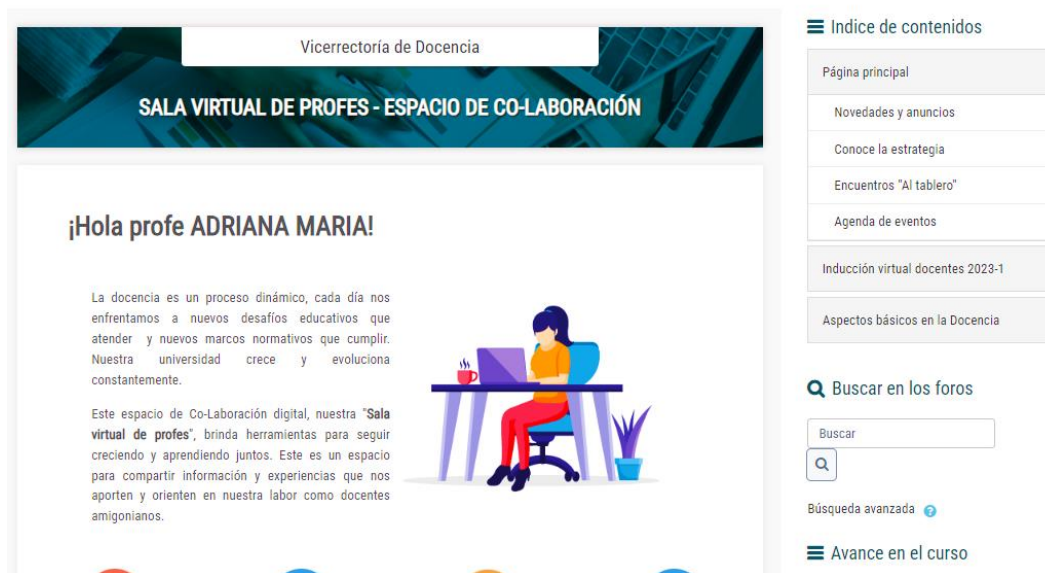 Vicerrectoría de Docencia
SALA VIRTUAL DE PROFES - ESPACIO DE CO-LABORACIÓN
¡Hola profe ADRIANA MARIA!
La docencia es un proceso dinámico, cada día nos
enfrentamos a nuevos desafíos educativos que
atender y nuevos marcos normativos que cumplir.
Nuestra universidad crece y evoluciona
constantemente.
Este espacio de Co-Laboración digital, nuestra "Sala
virtual de profes", brinda herramientas para seguir
creciendo y aprendiendo juntos. Este es un espacio
para compartir información y experiencias que nos
aporten y orienten en nuestra labor como docentes
amigonianos.
Indice de contenidos
Página principal
Novedades y anuncios
Conoce la estrategia
Encuentros "Al tablero"
Agenda de eventos
Inducción virtual docentes 2023-1
Aspectos básicos en la Docencia
Buscar en los foros
Buscar
Búsqueda avanzada ?
Avance en el curso